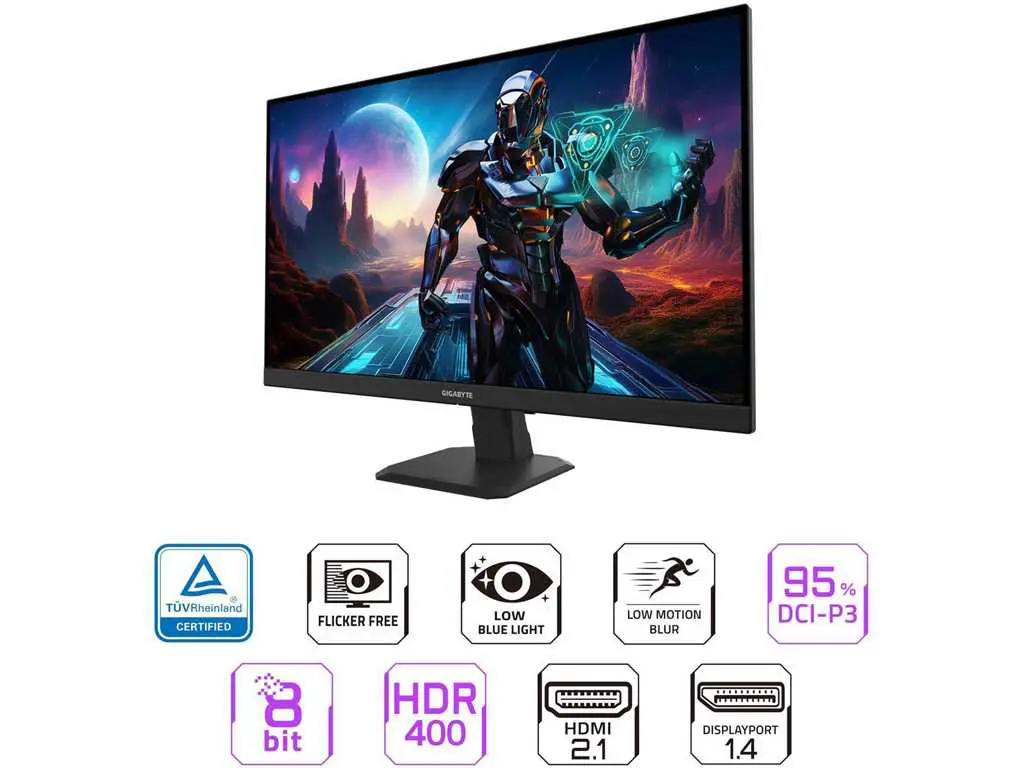 GIGABYTE
TÜVRheinland®
CERTIFIED
FLICKER FREE
LOW
BLUE LIGHT
LOW MOTION
BLUR
95%
DCI-P3
8
bit
HDR
400
HDMI
2.1
DISPLAYPORT
1.4